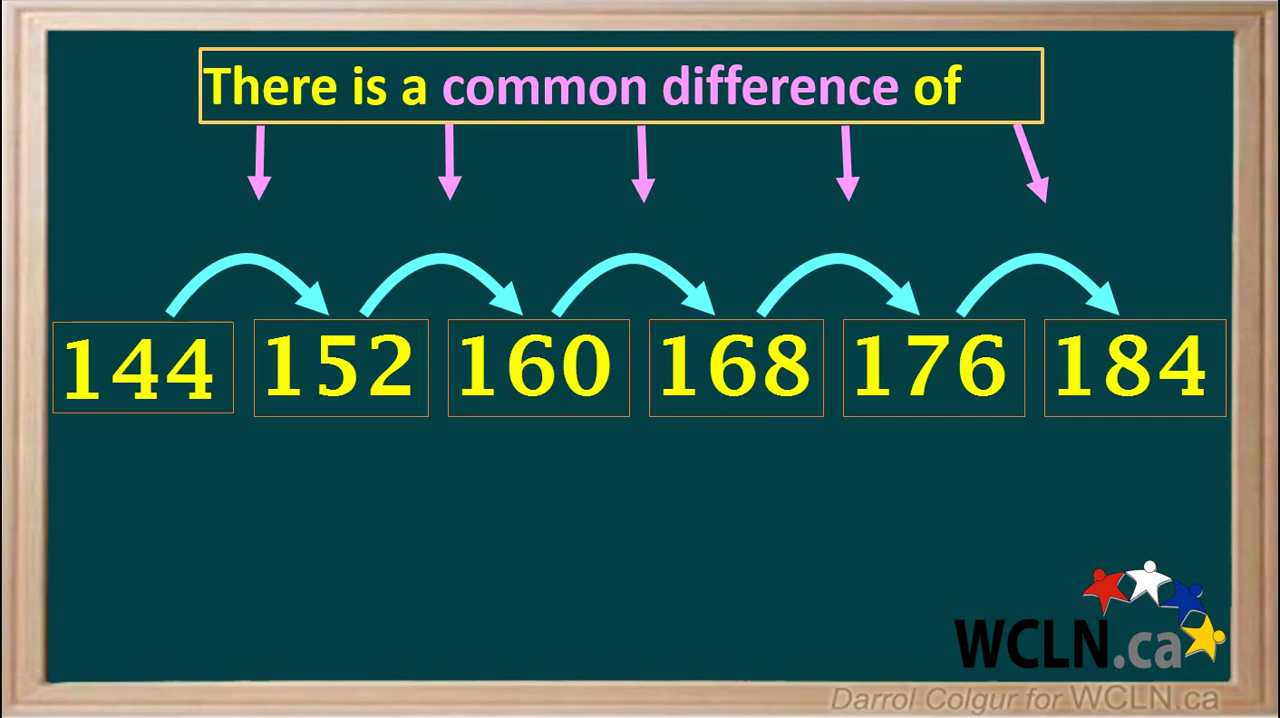 There is a common difference of
144 152 160 168 176 184
WCLN.ca
Darrol Colgur for WCLN.ca